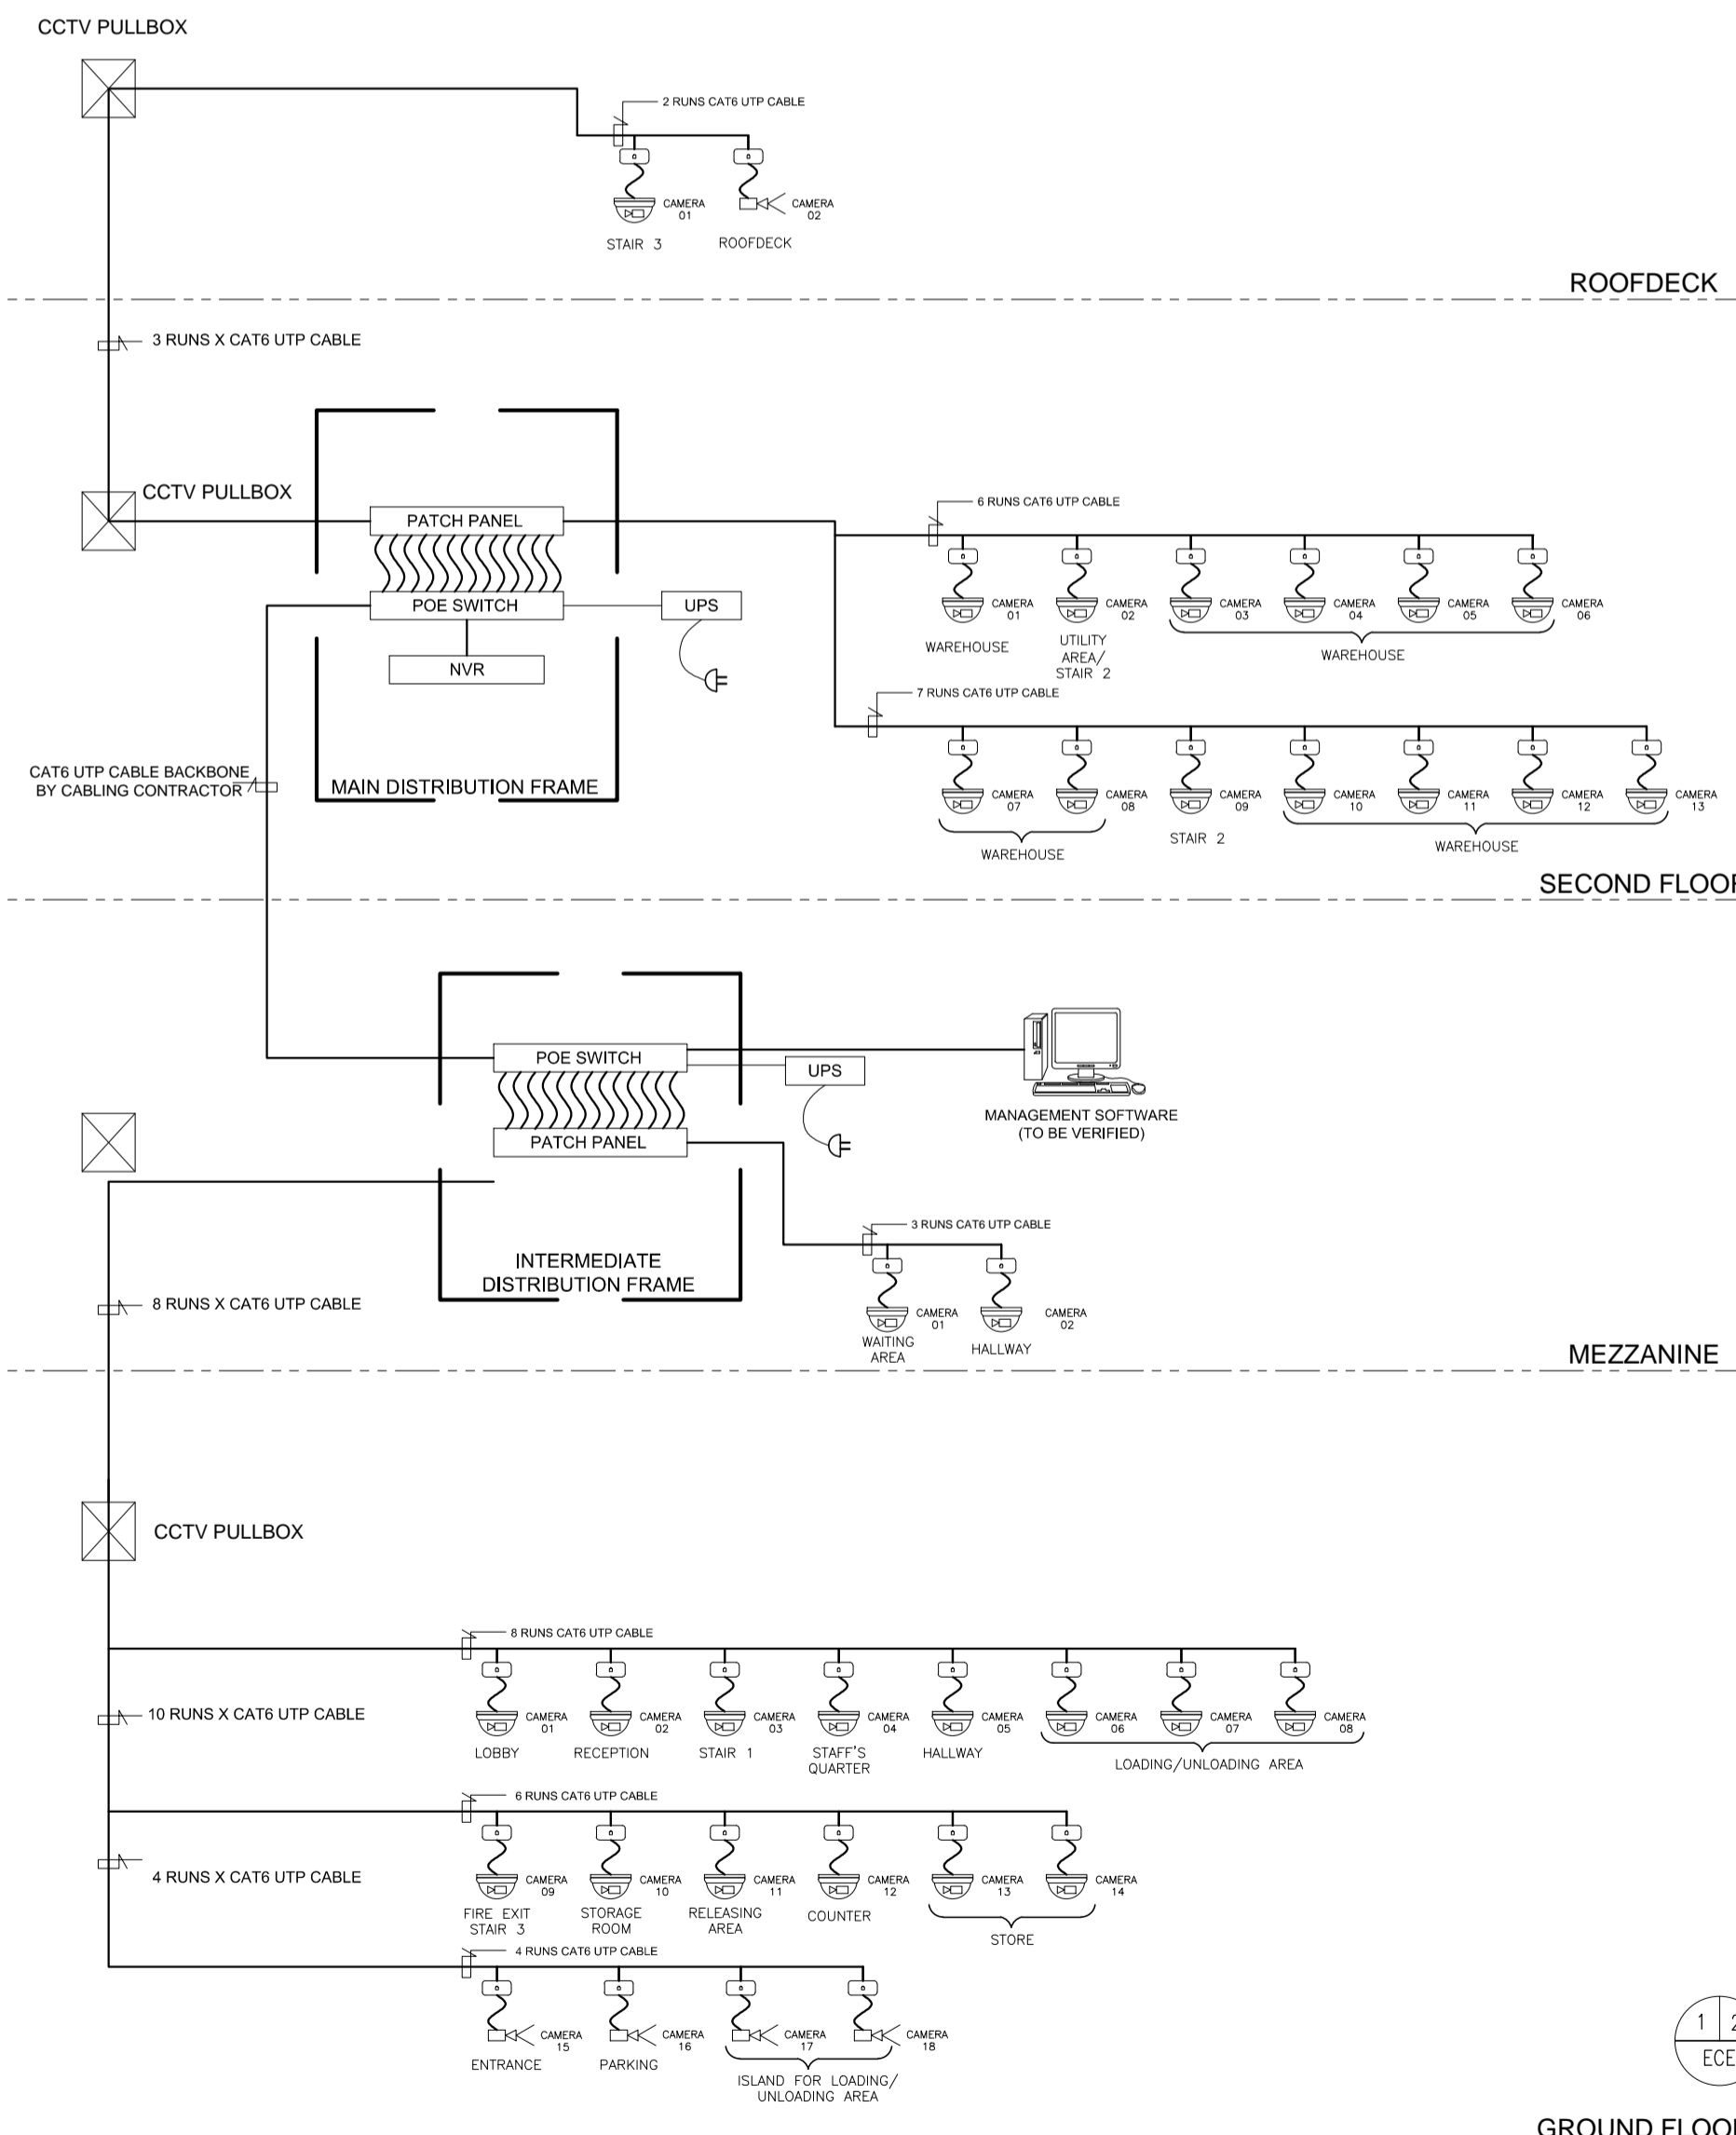 CCTV PULLBOX
2 RUNS CAT6 UTP CABLE
CAMERA
01
CAMERA
02
STAIR 3
ROOFDECK
ROOFDECK
3 RUNS X CAT6 UTP CABLE
CCTV PULLBOX
PATCH PANEL
6 RUNS CAT6 UTP CABLE
POE SWITCH
UPS
NVR
CAMERA
01
CAMERA
02
CAMERA
03
CAMERA
04
CAMERA
05
CAMERA
06
WAREHOUSE
UTILITY
AREA/
STAIR 2
WAREHOUSE
7 RUNS CAT6 UTP CABLE
CAT6 UTP CABLE BACKBONE
BY CABLING CONTRACTOR
MAIN DISTRIBUTION FRAME
CAMERA
07
CAMERA
08
CAMERA
09
CAMERA
10
CAMERA
11
CAMERA
12
CAMERA
13
WAREHOUSE
STAIR 2
WAREHOUSE
SECOND FLOOR
POE SWITCH
UPS
PATCH PANEL
MANAGEMENT SOFTWARE
(TO BE VERIFIED)
3 RUNS CAT6 UTP CABLE
INTERMEDIATE
DISTRIBUTION FRAME
8 RUNS X CAT6 UTP CABLE
CAMERA
01
CAMERA
02
WAITING
AREA
HALLWAY
MEZZANINE
CCTV PULLBOX
8 RUNS CAT6 UTP CABLE
10 RUNS X CAT6 UTP CABLE
CAMERA
01
CAMERA
02
CAMERA
03
CAMERA
04
CAMERA
05
CAMERA
06
CAMERA
07
CAMERA
08
LOBBY
RECEPTION
STAIR 1
STAFF'S
QUARTER
HALLWAY
LOADING/UNLOADING AREA
6 RUNS CAT6 UTP CABLE
4 RUNS X CAT6 UTP CABLE
CAMERA
09
CAMERA
10
CAMERA
11
CAMERA
12
CAMERA
13
CAMERA
14
FIRE EXIT
STAIR 3
STORAGE
ROOM
RELEASING
AREA
COUNTER
STORE
4 RUNS CAT6 UTP CABLE
CAMERA
15
CAMERA
16
CAMERA
17
CAMERA
18
ENTRANCE
PARKING
ISLAND FOR LOADING/
UNLOADING AREA
1 2
ECE
GROUND FLOOR